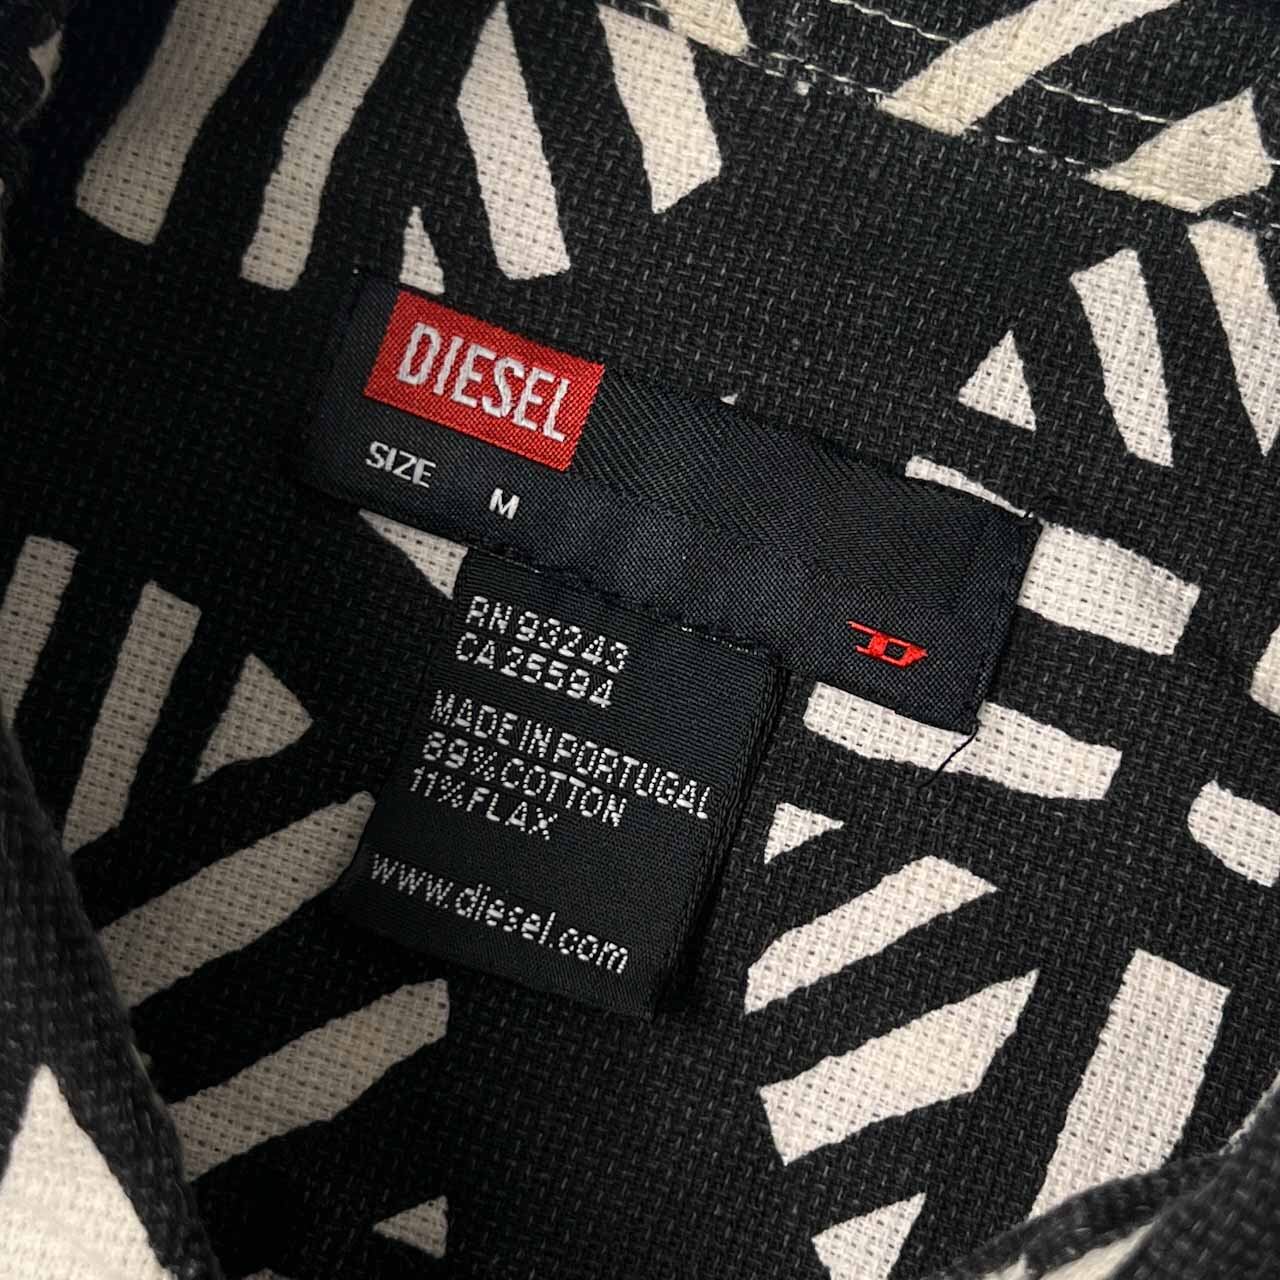 DIESEL
SIZE M
RN 93243
CA 25594
MADE IN PORTUGAL
89% COTTON
11% FLAX
www.diesel.com
D